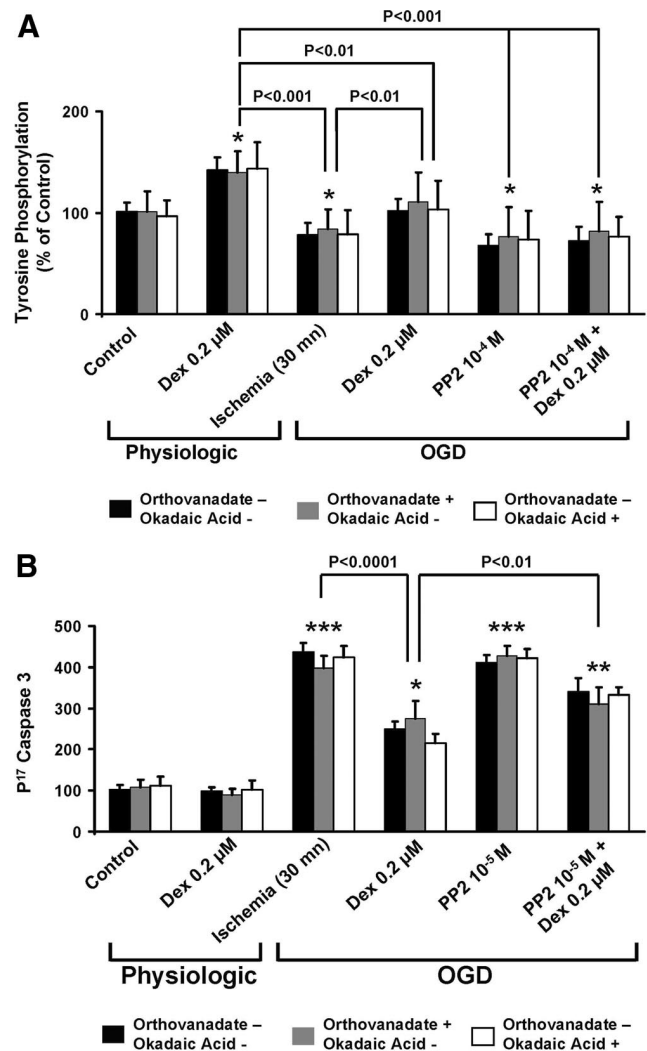 A
P<0.001
P<0.01
P<0.001
P<0.01
Tyrosine Phosphorylation
(% of Control)
200
100
0
*
*
*
*
Control
Dex 0.2 µM
Ischemia (30 mn)
Dex 0.2 µM
PP2 10⁻⁴ M
PP2 10⁻⁴ M +
Dex 0.2 µM
Physiologic
OGD
Orthovanadate –
Okadaic Acid -
Orthovanadate +
Okadaic Acid -
Orthovanadate –
Okadaic Acid +
B
P<0.0001
P<0.01
P¹⁷ Caspase 3
500
400
300
200
100
0
***
*
***
**
Control
Dex 0.2 µM
Ischemia (30 mn)
Dex 0.2 µM
PP2 10⁻⁵ M
PP2 10⁻⁵ M +
Dex 0.2 µM
Physiologic
OGD
Orthovanadate –
Okadaic Acid -
Orthovanadate +
Okadaic Acid -
Orthovanadate –
Okadaic Acid +